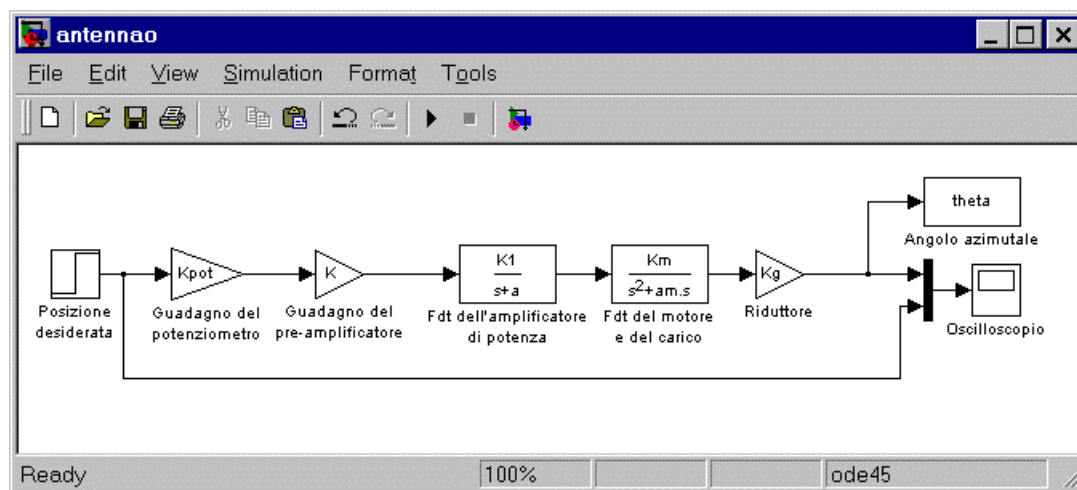 antennao
File Edit View Simulation Format Tools
theta
Angolo azimutale
Posizione
desiderata
Kpot
Guadagno del
potenziometro
K
Guadagno del
pre-amplificatore
K1
s+a
Fdt dell'amplificatore
di potenza
Km
s²+am.s
Fdt del motore
e del carico
Kg
Riduttore
Oscilloscopio
Ready 100% ode45